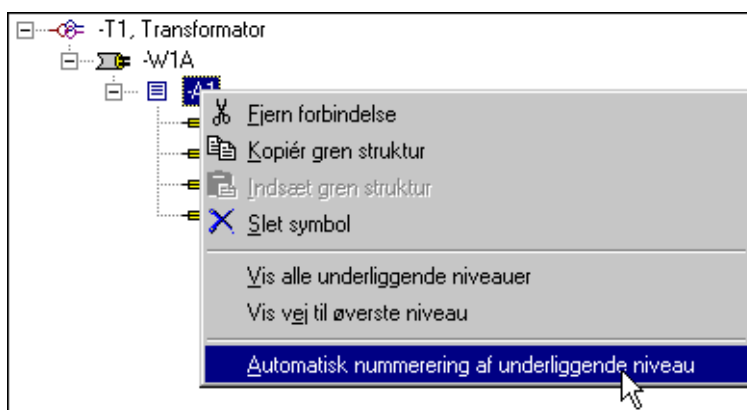 -T1, Transformator
-W1A
-A1
Fjern forbindelse
Kopiér gren struktur
Indsæt gren struktur
Slet symbol
Vis alle underliggende niveauer
Vis vej til øverste niveau
Automatisk nummerering af underliggende niveau